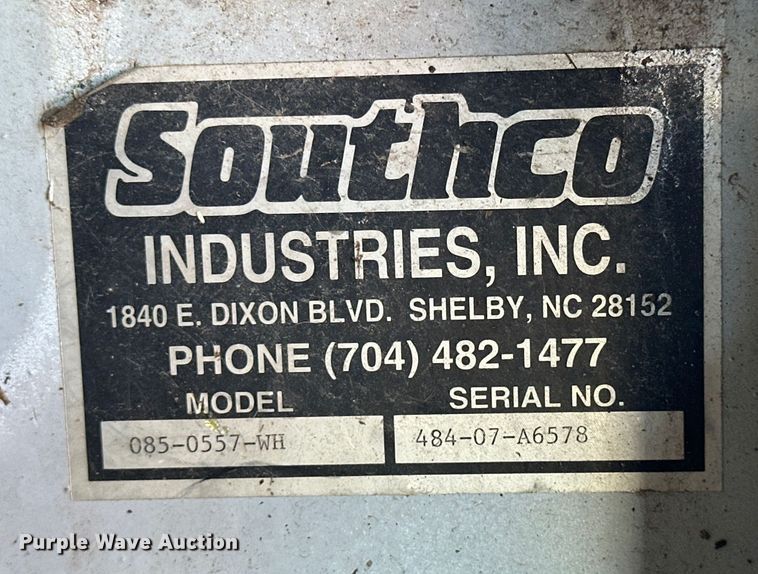 Southco
INDUSTRIES, INC.
1840 E. DIXON BLVD. SHELBY, NC 28152
PHONE (704) 482-1477
MODEL SERIAL NO.
085-0557-WH 484-07-A6578
Purple Wave Auction